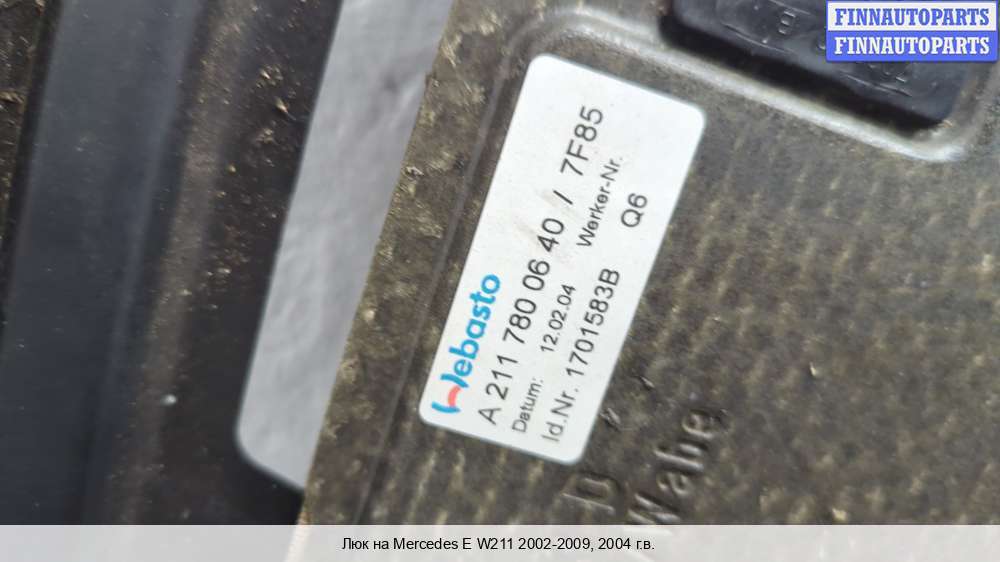 FINNAUTOPARTS
FINNAUTOPARTS
Webasto
A 211 780 06 40 / 7F85
Datum: 12.02.04 Werker-Nr.
Id.Nr. 1701583B Q6
D
Wabe
Люк на Mercedes E W211 2002-2009, 2004 г.в.